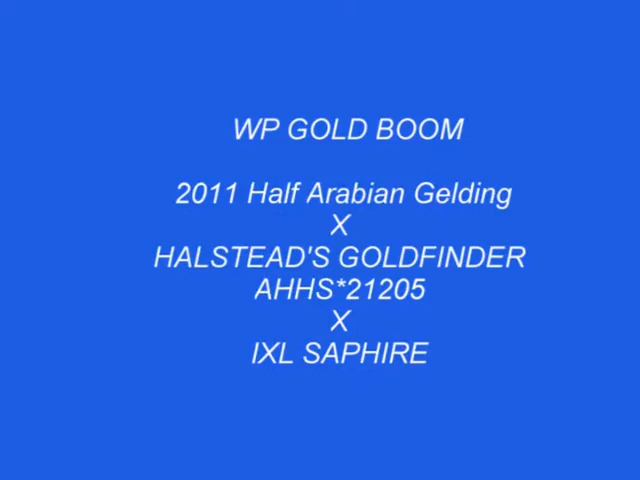 WP GOLD BOOM
2011 Half Arabian Gelding
X
HALSTEAD'S GOLDFINDER
AHHS*21205
X
IXL SAPHIRE